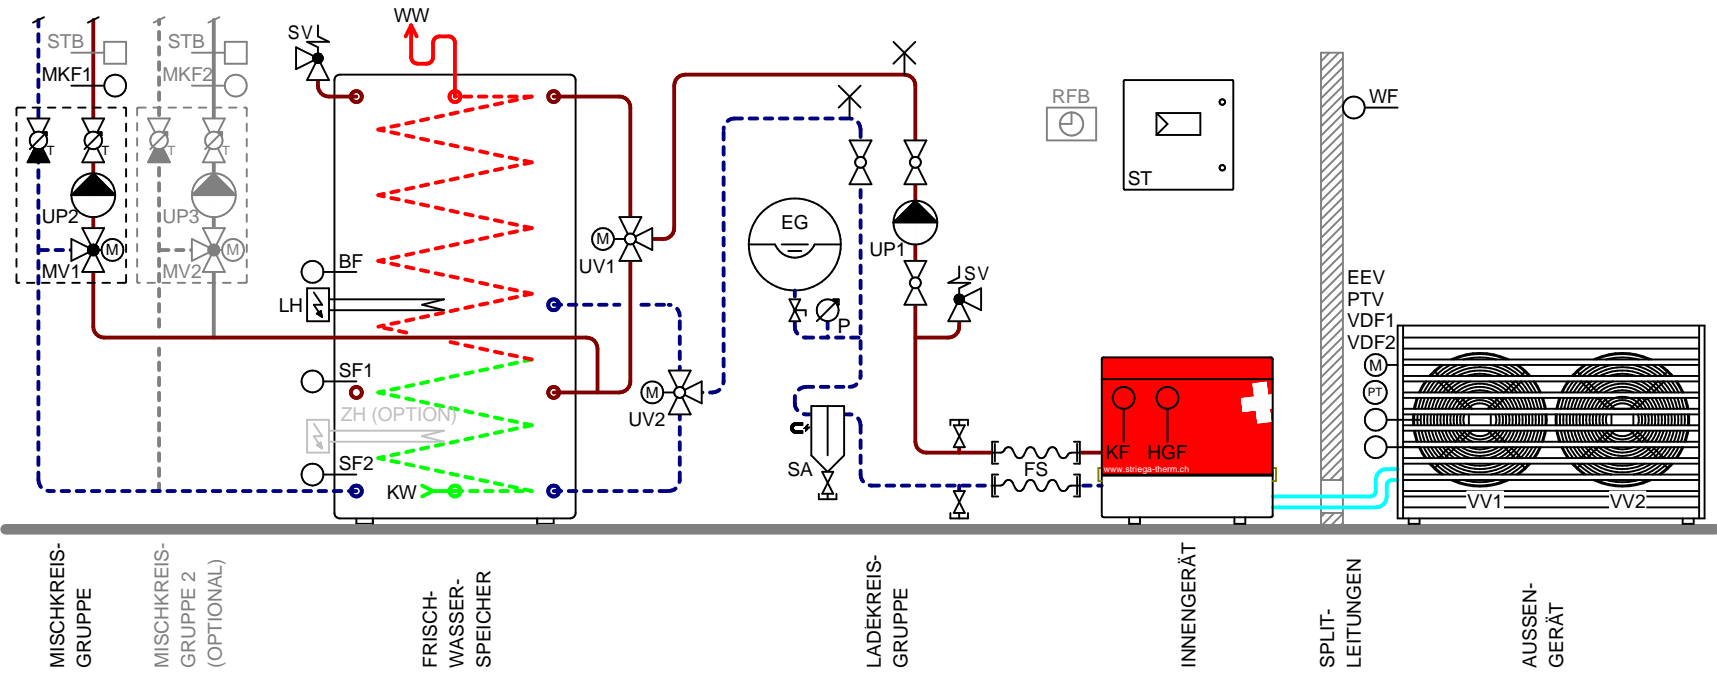 WW
SV
STB
STB
MKF1
MKF2
RFB
WF
T
T
ST
UP2
UP3
EG
M
M
M
UP1
MV1
MV2
UV1
BF
SV
LH
P
EEV
PTV
VDF1
VDF2
M
SF1
M
PT
ZH (OPTION)
UV2
SF2
KW
SA
FS
KF
HGF
www.striega-therm.ch
VV1
VV2
MISCHKREIS-
GRUPPE
MISCHKREIS-
GRUPPE 2
(OPTIONAL)
FRISCH-
WASSER-
SPEICHER
LADEKREIS-
GRUPPE
INNENGERÄT
SPLIT-
LEITUNGEN
AUSSEN-
GERÄT